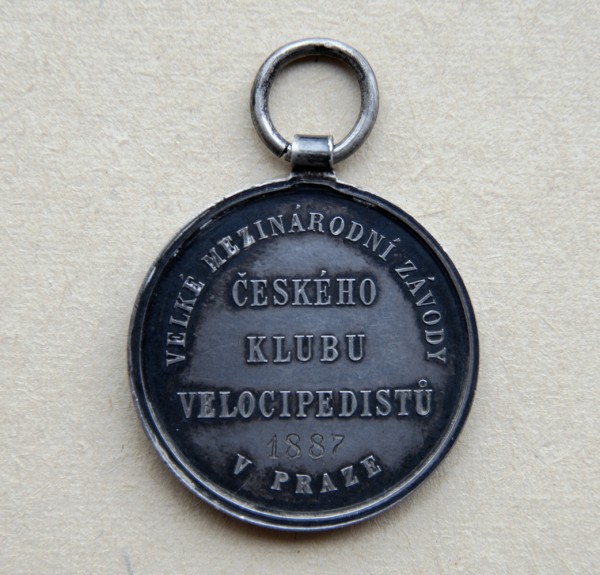 VELKÉ MEZINÁRODNÍ ZÁVODY
ČESKÉHO
KLUBU
VELOCIPEDISTŮ
1887
V PRAZE